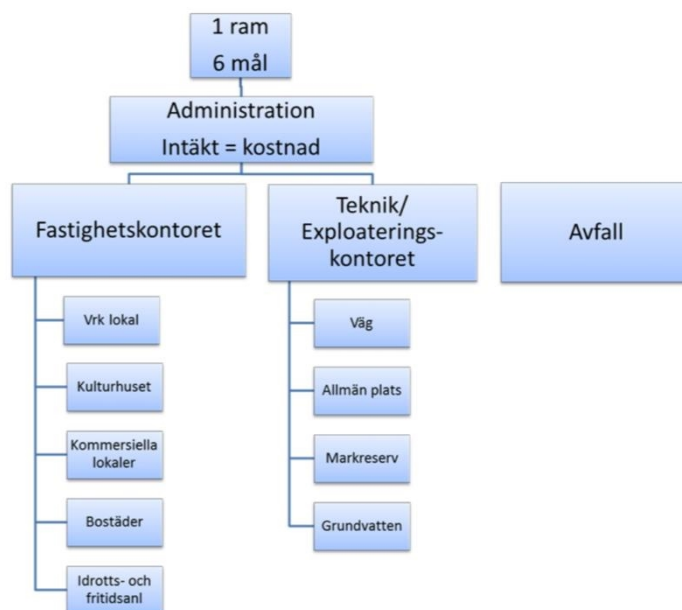 1 ram
6 mål
Administration
Intäkt = kostnad
Fastighetskontoret
Teknik/
Exploaterings-
kontoret
Avfall
Vrk lokal
Kulturhuset
Kommersiella
lokaler
Bostäder
Idrotts- och
fritidsanl
Väg
Allmän plats
Markreserv
Grundvatten